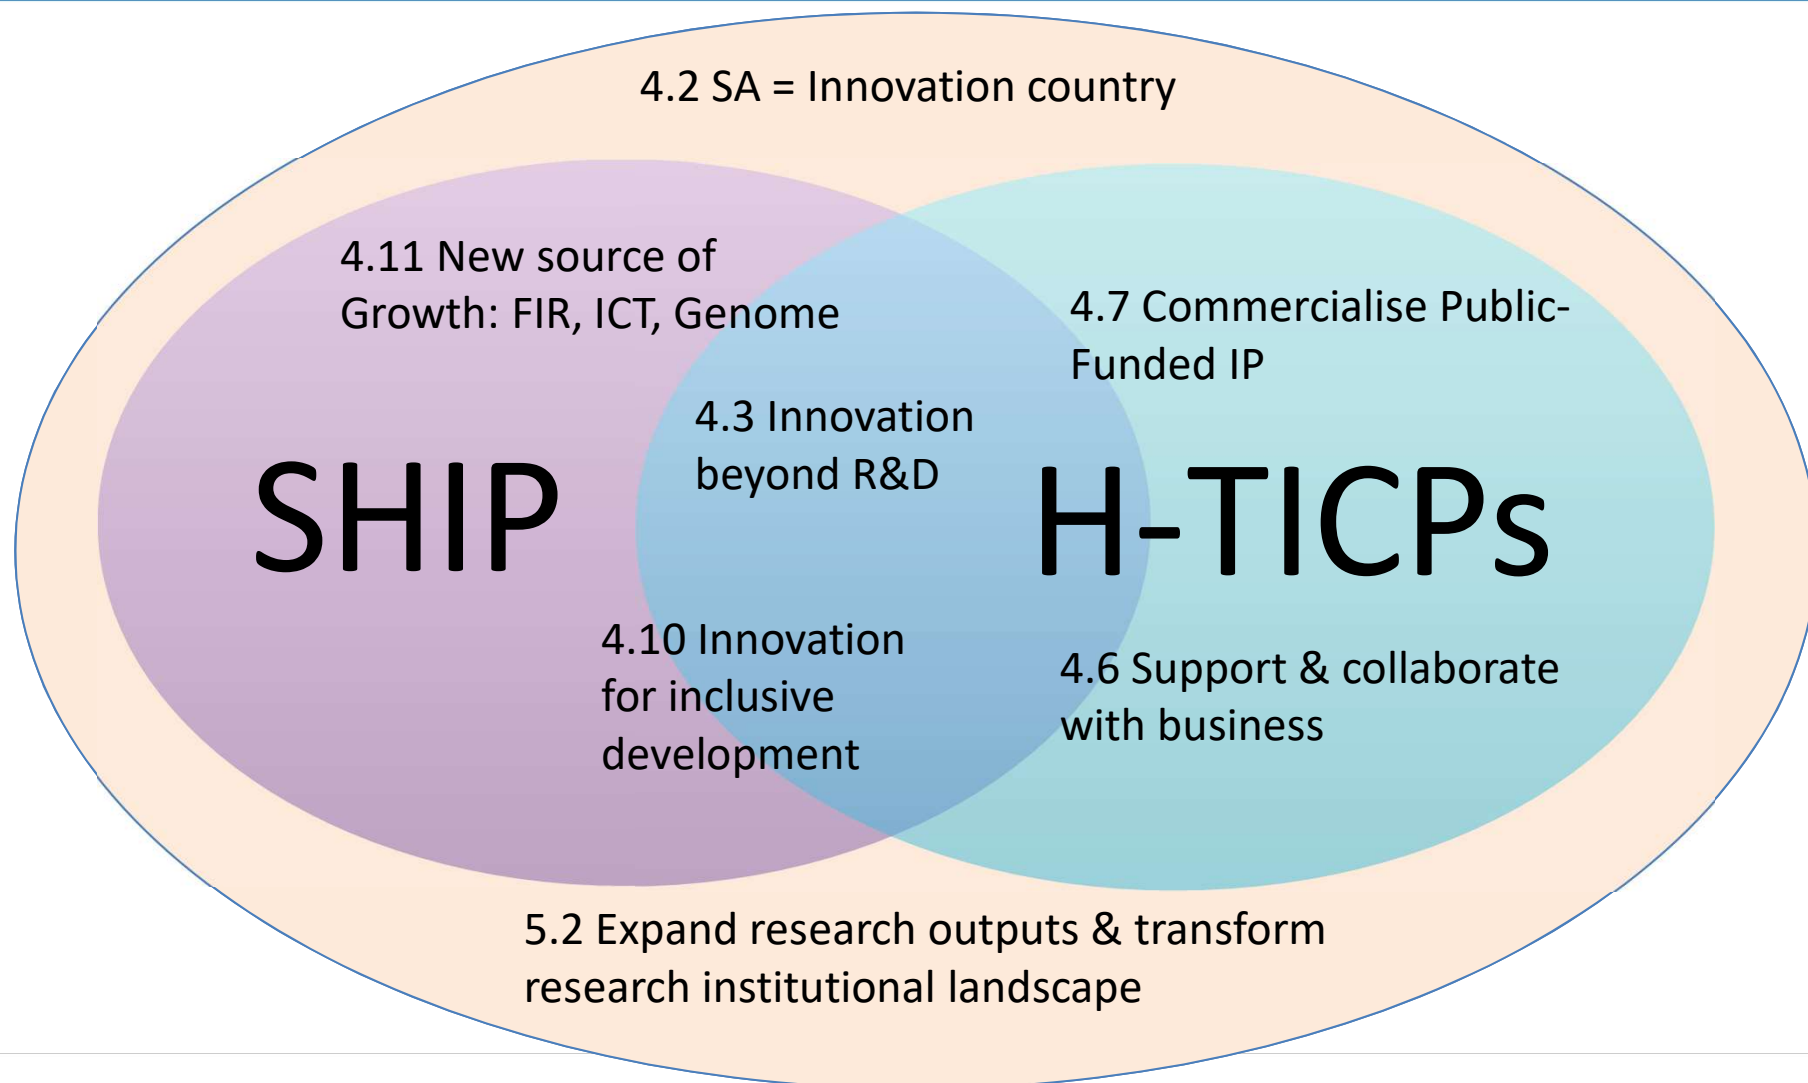 4.2 SA = Innovation country
4.11 New source of
Growth: FIR, ICT, Genome
4.7 Commercialise Public-
Funded IP
4.3 Innovation
beyond R&D
SHIP
H-TICPs
4.10 Innovation
for inclusive
development
4.6 Support & collaborate
with business
5.2 Expand research outputs & transform
research institutional landscape